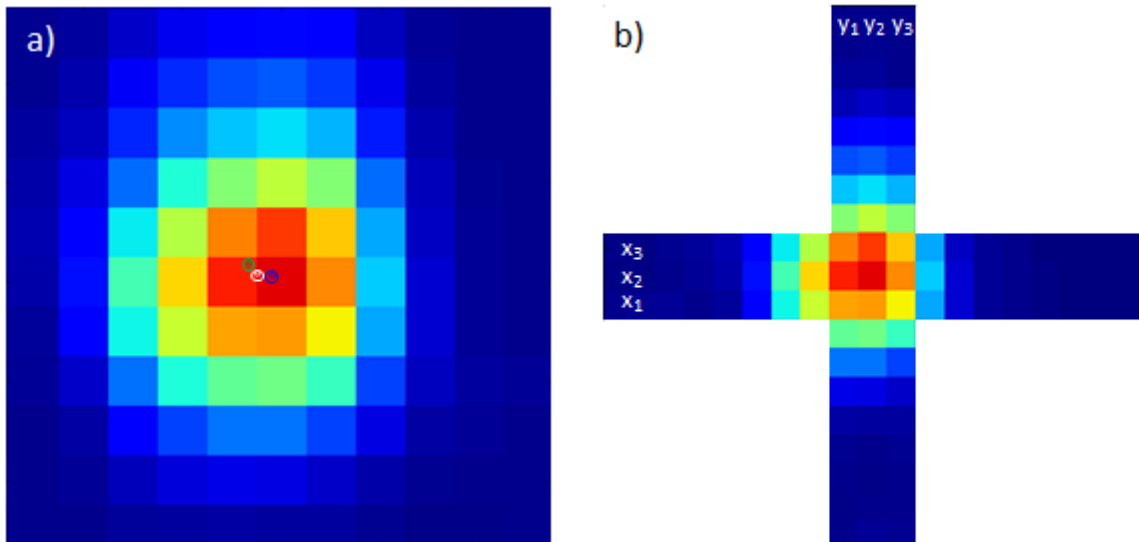 a)
b)
y₁ y₂ y₃
x₃
x₂
x₁